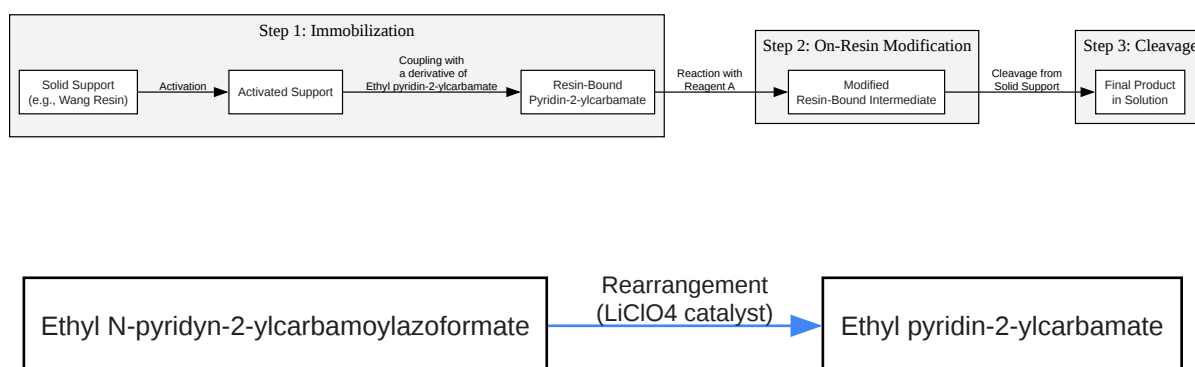 Step 1: Immobilization
Solid Support
(e.g., Wang Resin)
Activation
Activated Support
Coupling with
a derivative of
Ethyl pyridin-2-ylcarbamate
Resin-Bound
Pyridin-2-ylcarbamate
Reaction with
Reagent A
Step 2: On-Resin Modification
Modified
Resin-Bound Intermediate
Cleavage from
Solid Support
Step 3: Cleavage
Final Product
in Solution
Ethyl N-pyridyn-2-ylcarbamoylazoformate
Rearrangement
(LiClO4 catalyst)
Ethyl pyridin-2-ylcarbamate